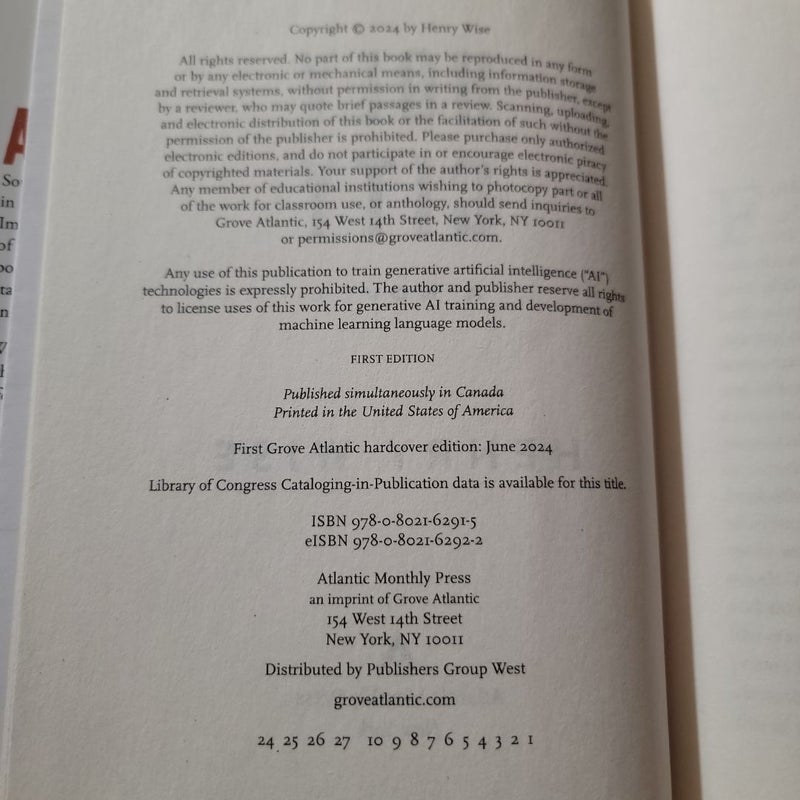 Copyright © 2024 by Henry Wise
All rights reserved. No part of this book may be reproduced in any form
or by any electronic or mechanical means, including information storage
and retrieval systems, without permission in writing from the publisher, except
by a reviewer, who may quote brief passages in a review. Scanning, uploading,
and electronic distribution of this book or the facilitation of such without the
permission of the publisher is prohibited. Please purchase only authorized
electronic editions, and do not participate in or encourage electronic piracy
of copyrighted materials. Your support of the author's rights is appreciated.
Any member of educational institutions wishing to photocopy part or all
of the work for classroom use, or anthology, should send inquiries to
Grove Atlantic, 154 West 14th Street, New York, NY 10011
or permissions@groveatlantic.com.
Any use of this publication to train generative artificial intelligence ("AI")
technologies is expressly prohibited. The author and publisher reserve all rights
to license uses of this work for generative AI training and development of
machine learning language models.
FIRST EDITION
Published simultaneously in Canada
Printed in the United States of America
First Grove Atlantic hardcover edition: June 2024
Library of Congress Cataloging-in-Publication data is available for this title.
ISBN 978-0-8021-6291-5
eISBN 978-0-8021-6292-2
Atlantic Monthly Press
an imprint of Grove Atlantic
154 West 14th Street
New York, NY 10011
Distributed by Publishers Group West
groveatlantic.com
24 25 26 27 10 9 8 7 6 5 4 3 2 1